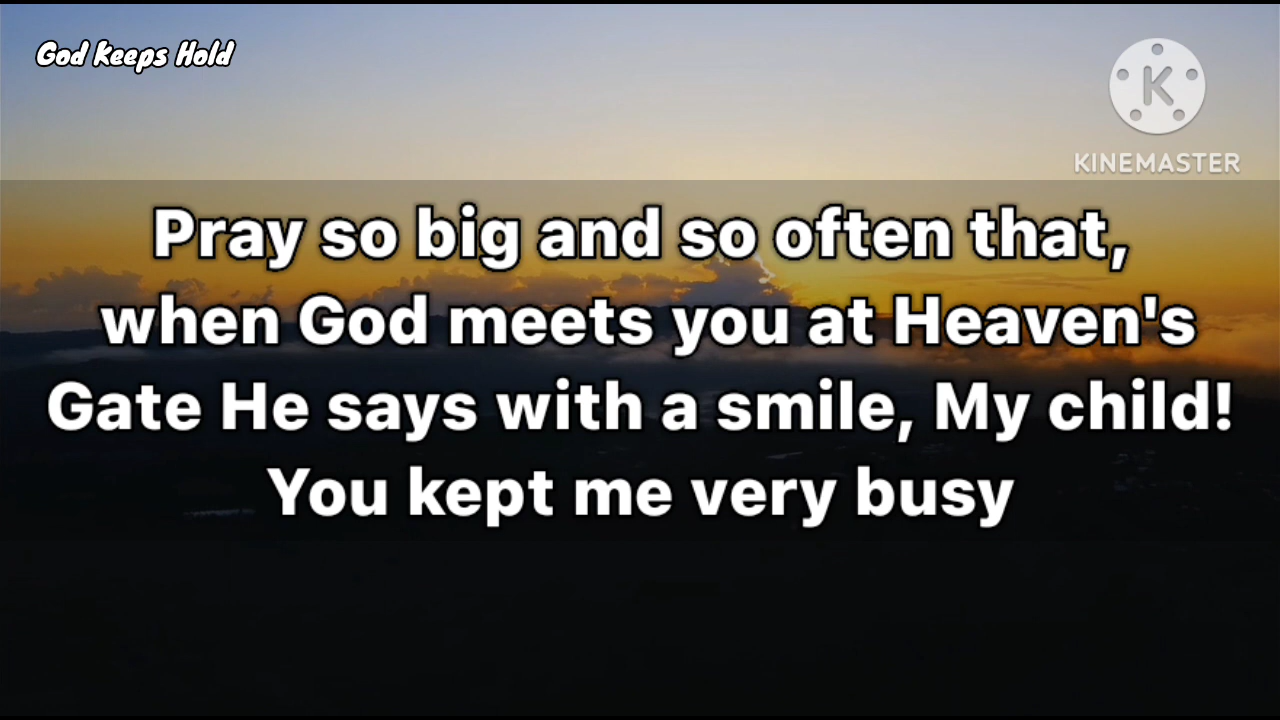 God Keeps Hold
K
KINEMASTER
Pray so big and so often that,
when God meets you at Heaven's
Gate He says with a smile, My child!
You kept me very busy